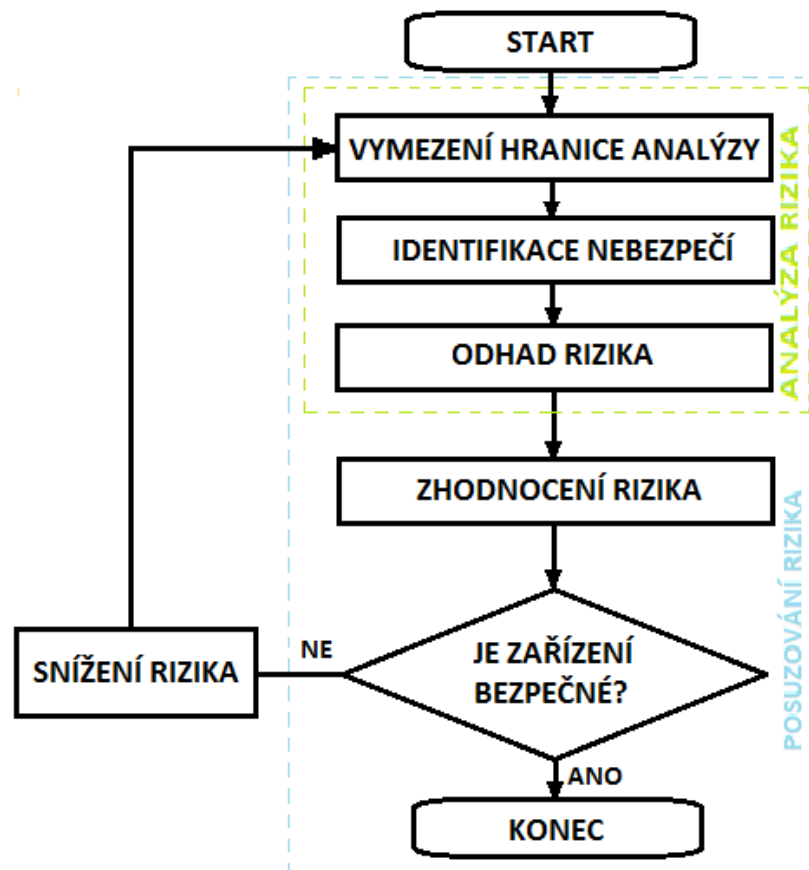 START
VYMEZENÍ HRANICE ANALÝZY
IDENTIFIKACE NEBEZPEČÍ
ODHAD RIZIKA
ANALÝZA RIZIKA
ZHODNOCENÍ RIZIKA
JE ZAŘÍZENÍ
BEZPEČNÉ?
NE
SNÍŽENÍ RIZIKA
ANO
KONEC
POSUZOVÁNÍ RIZIKA